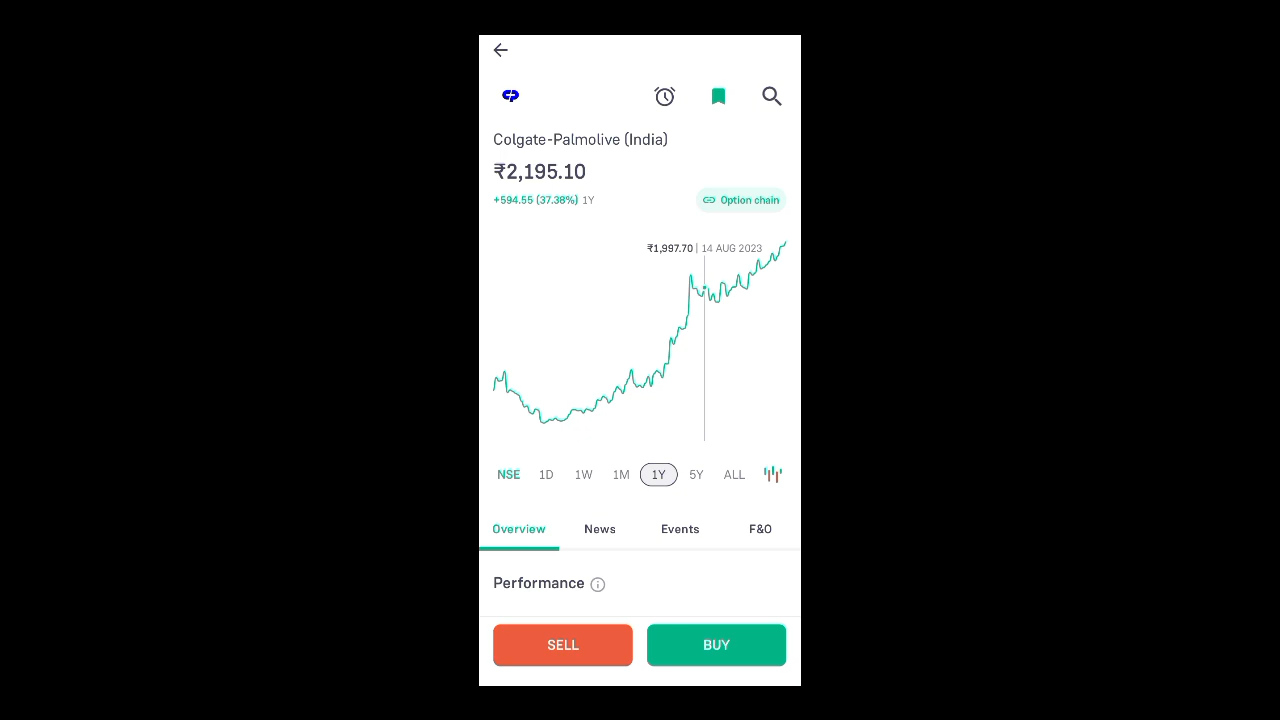 Colgate-Palmolive (India)
₹2,195.10
+594.55 (37.38%) 1Y
Option chain
₹1,997.70 | 14 AUG 2023
NSE 1D 1W 1M 1Y 5Y ALL
Overview News Events F&O
Performance
SELL BUY